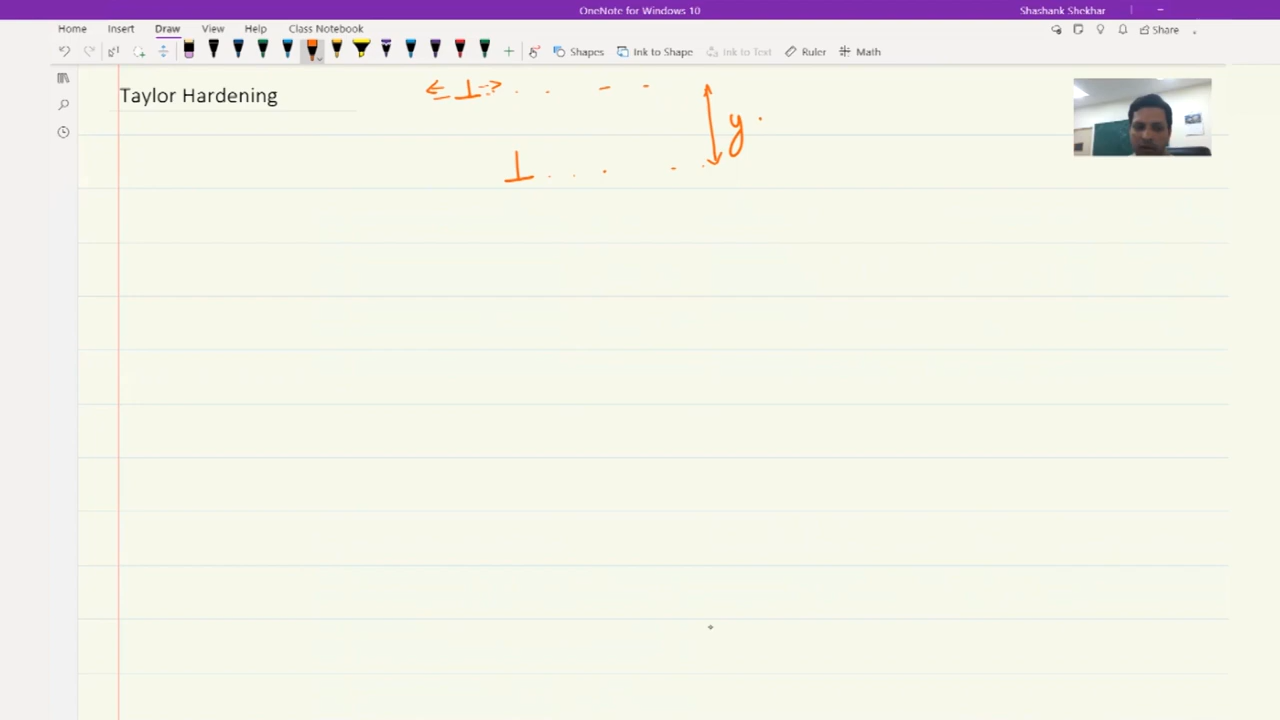 OneNote for Windows 10
Shashank Shekhar
Home Insert Draw View Help Class Notebook
Share
Shapes Ink to Shape Ink to Text Ruler Math
Taylor Hardening
← ⊥ →
y
⊥